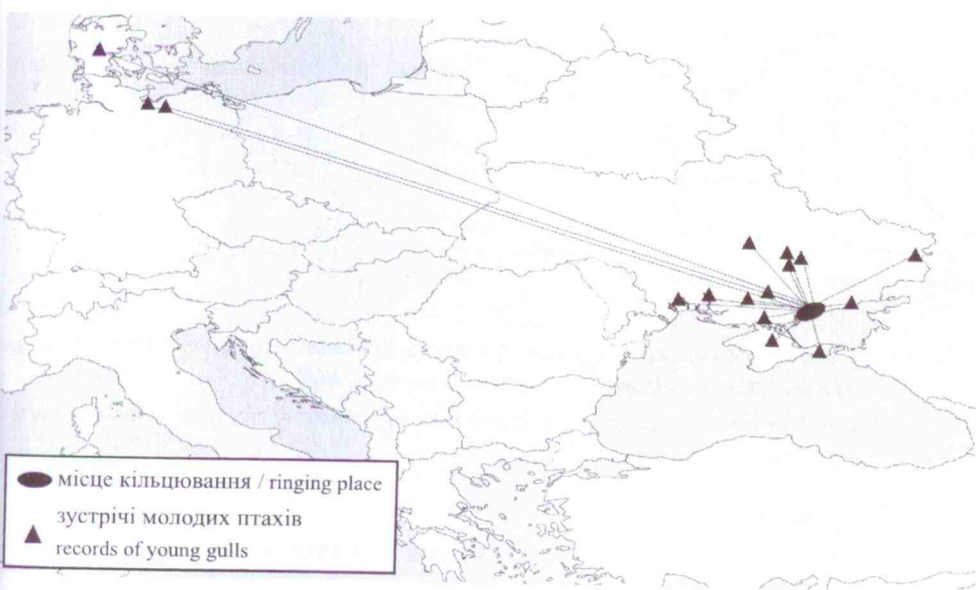 місце кільцювання / ringing place
зустрічі молодих птахів
records of young gulls